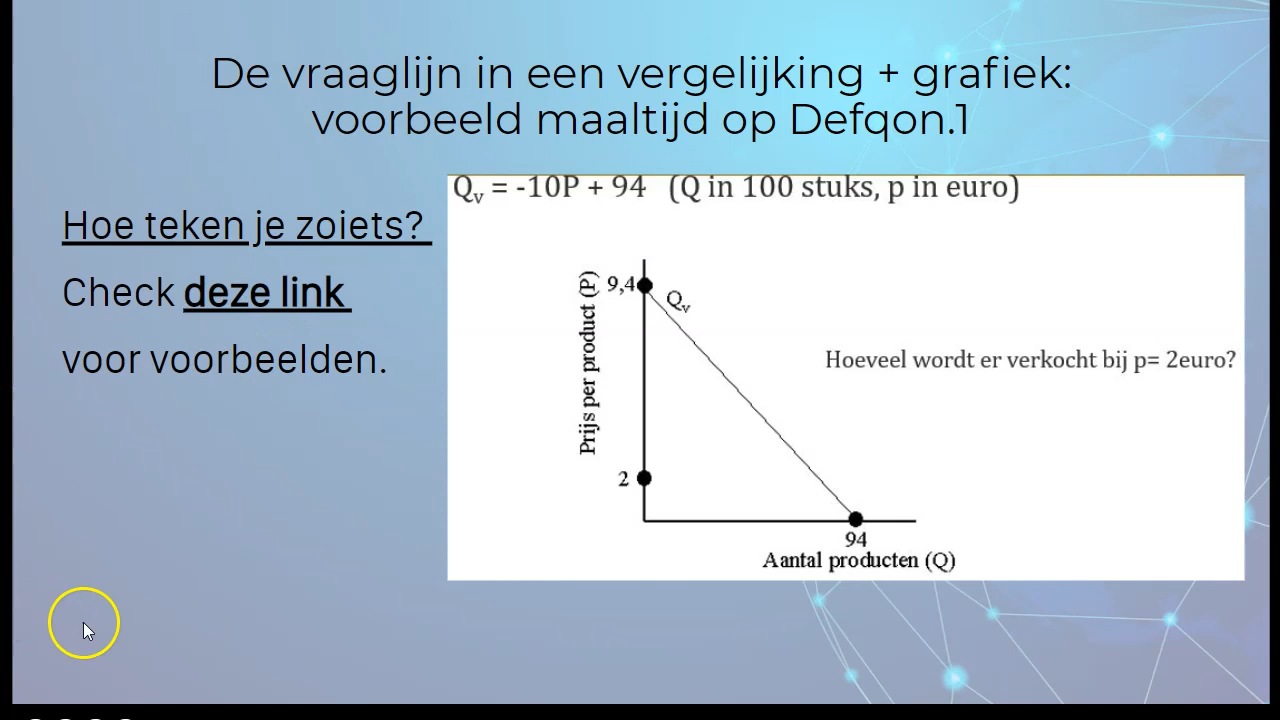 De vraaglijn in een vergelijking + grafiek:
voorbeeld maaltijd op Defqon.1
Hoe teken je zoiets?
Check deze link
voor voorbeelden.
Qv = -10P + 94 (Q in 100 stuks, p in euro)
Prijs per product (P)
9,4
Qv
Hoeveel wordt er verkocht bij p= 2euro?
2
94
Aantal producten (Q)